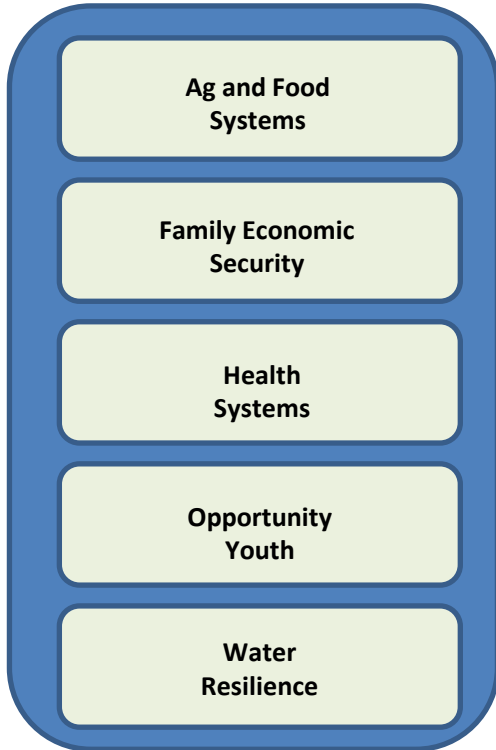 Ag and Food
Systems
Family Economic
Security
Health
Systems
Opportunity
Youth
Water
Resilience